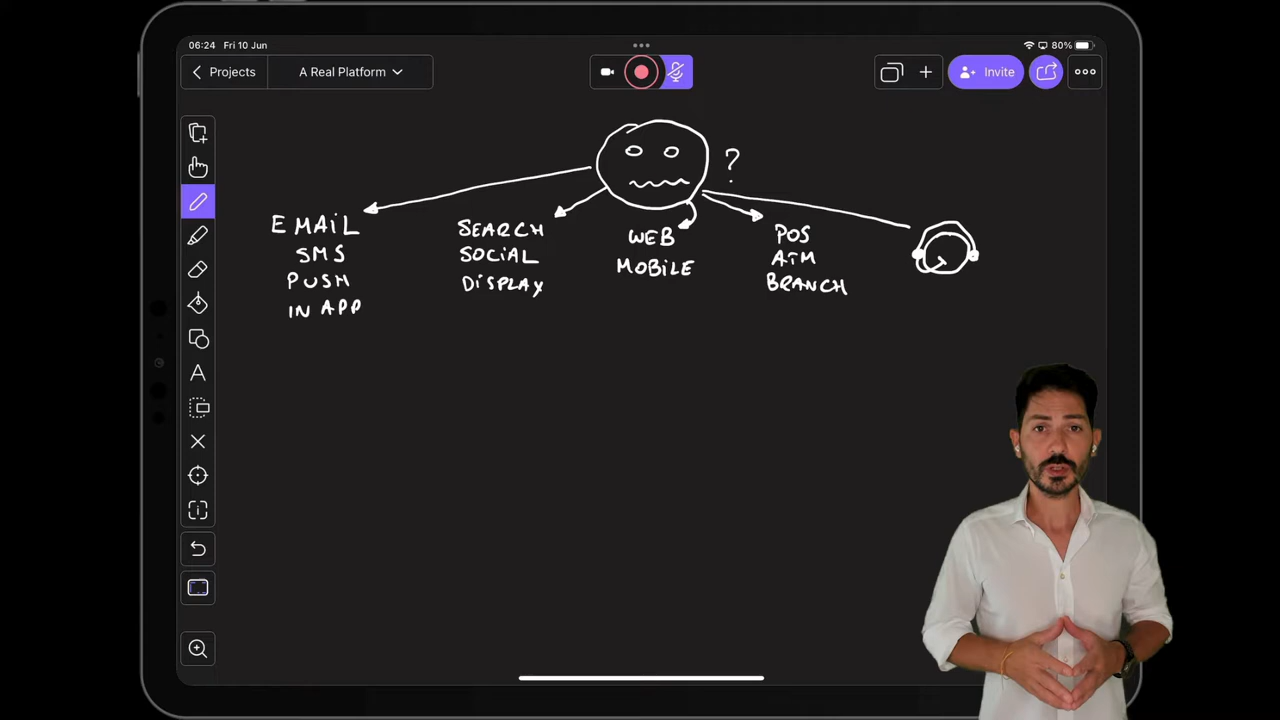 06:24 Fri 10 Jun
80%
Projects
A Real Platform
Invite
?
EMAIL
SMS
PUSH
IN APP
SEARCH
SOCIAL
DISPLAY
WEB
MOBILE
POS
ATM
BRANCH
A